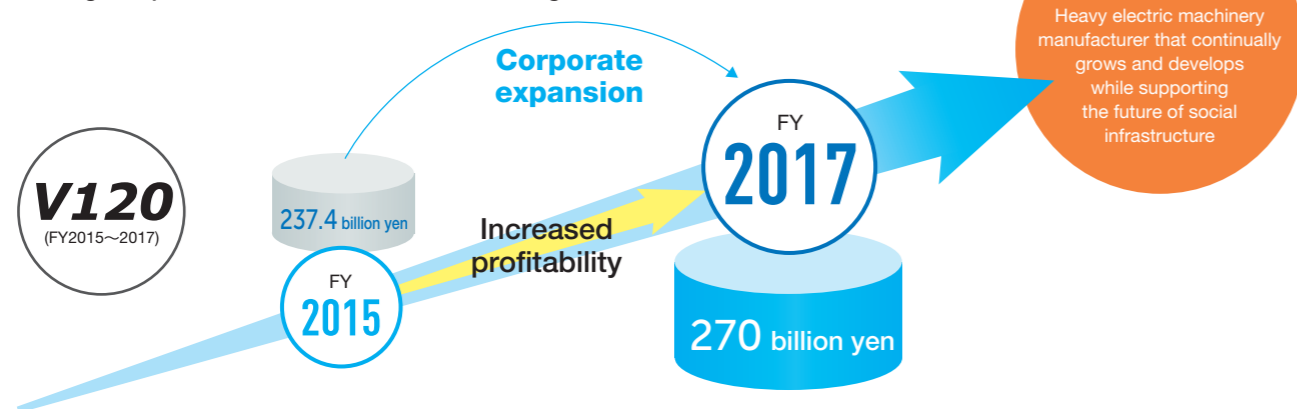 Heavy electric machinery
manufacturer that continually
grows and develops
while supporting
the future of social
infrastructure
Corporate
expansion
FY
2017
V120
(FY2015～2017)
237.4 billion yen
Increased
profitability
FY
2015
270 billion yen